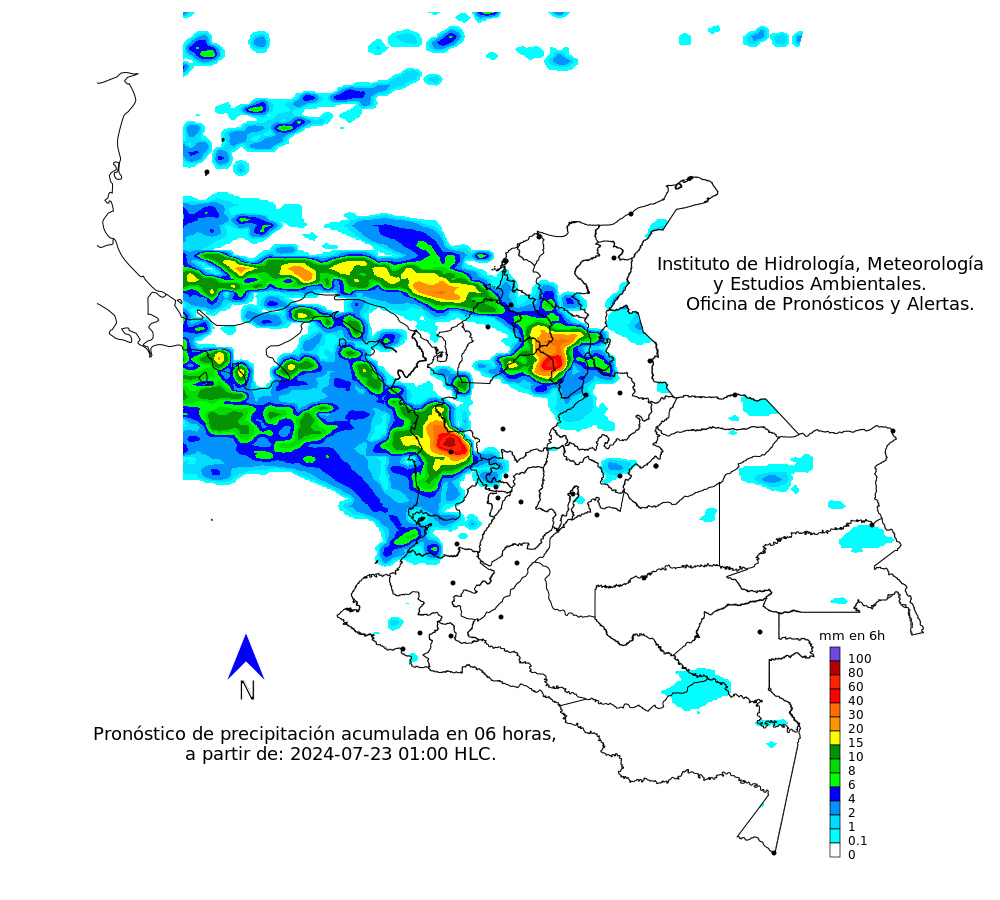 Instituto de Hidrología, Meteorología
y Estudios Ambientales.
Oficina de Pronósticos y Alertas.
mm en 6h
100
80
60
40
30
20
15
10
8
6
4
2
1
0.1
0
N
Pronóstico de precipitación acumulada en 06 horas,
a partir de: 2024-07-23 01:00 HLC.